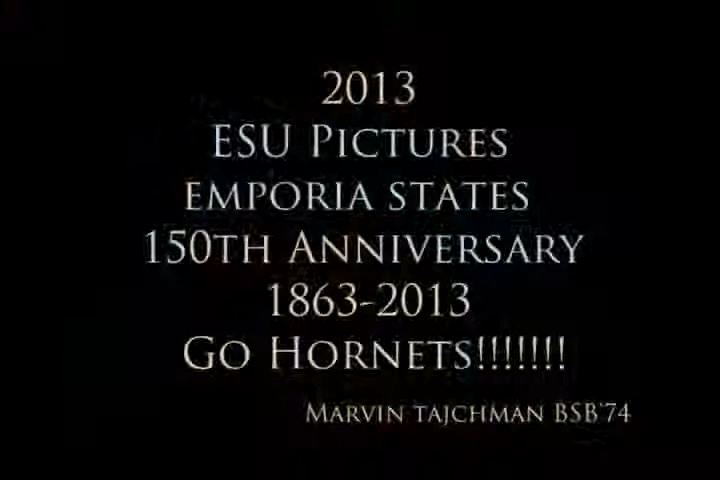 2013
ESU Pictures
emporia states
150th Anniversary
1863-2013
Go Hornets!!!!!!!
Marvin tajchman BSB'74